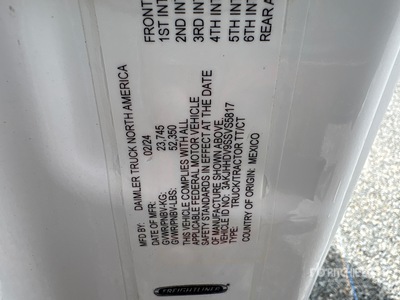 DAIMLER TRUCK NORTH AMERICA
DATE OF MFR: 02/24
GVWR/PNBV-KG: 23,745
GVWR/PNBV-LBS: 52,350
THIS VEHICLE COMPLIES WITH ALL
APPLICABLE FEDERAL MOTOR VEHICLE
SAFETY STANDARDS IN EFFECT AT THE DATE
OF MANUFACTURE SHOWN ABOVE.
VEHICLE ID NO.: 3AKJHHDV9SSVS5817
TYPE: TRUCK/TRACTOR TT/CT
COUNTRY OF ORIGIN: MEXICO
FRONT
1ST INT
2ND INT
3RD INT
4TH INT
5TH INT
6TH INT
REAR A
FREIGHTLINER